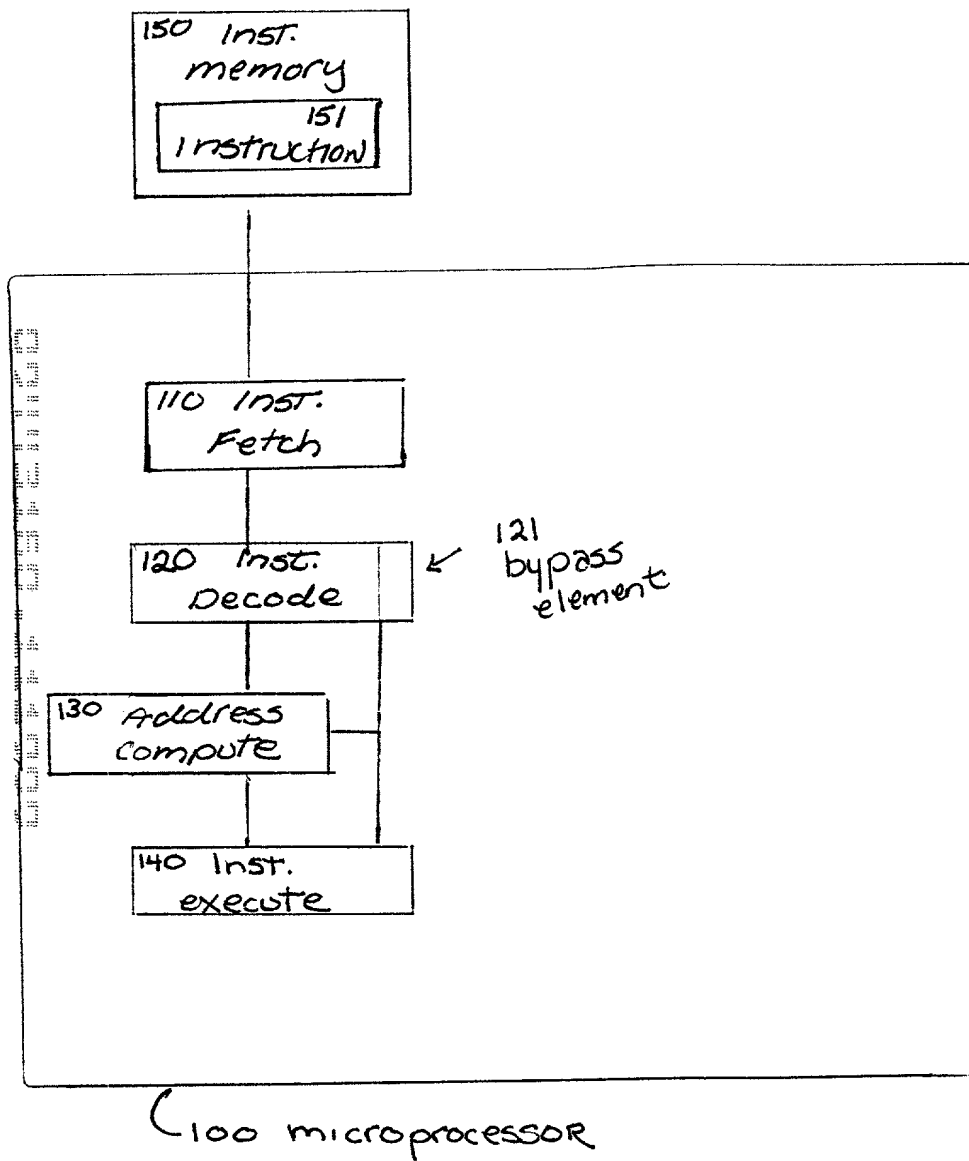 150 Inst.
memory
151
Instruction
110 Inst.
Fetch
120 Inst.
Decode
121
bypass
element
130 Address
compute
140 Inst.
execute
100 microprocessor